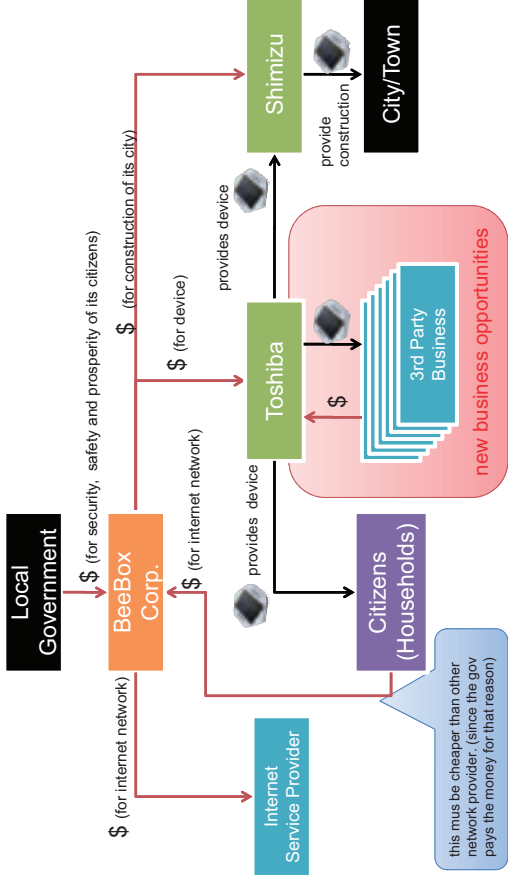 Local
Government
$ (for security, safety and prosperity of its citizens)
BeeBox
Corp.
$ (for internet network)
$ (for internet network)
$ (for device)
$ (for construction of its city)
Internet
Service Provider
provides device
Toshiba
provides device
Shimizu
$
provide
construction
Citizens
(Households)
3rd Party
Business
City/Town
new business opportunities
this mus be cheaper than other
network provider. (since the gov
pays the money for that reason)